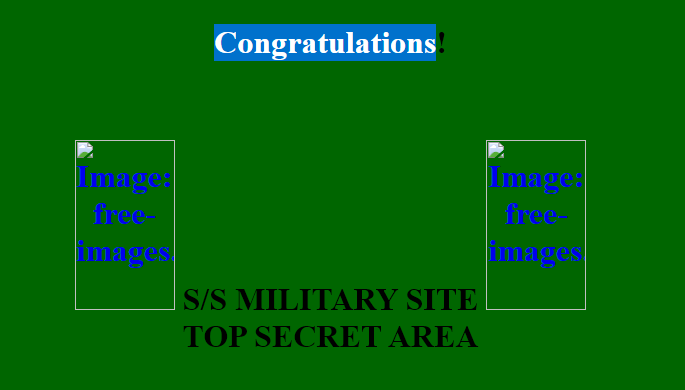 Congratulations!
Image:
free-
images.
Image:
free-
images
S/S MILITARY SITE
TOP SECRET AREA